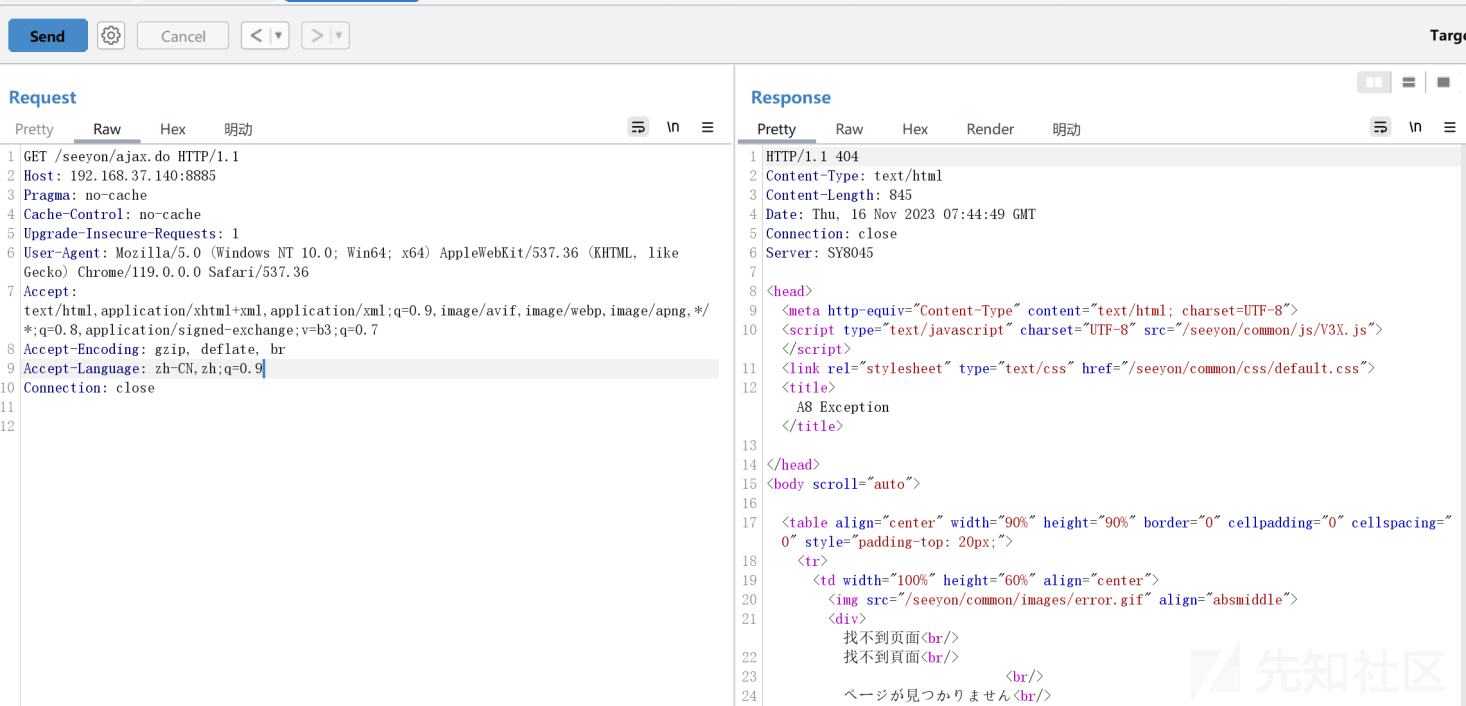 Send
Cancel
<
>
Targe
Request
Pretty Raw Hex 明动
\n
1 GET /seeyon/ajax.do HTTP/1.1
2 Host: 192.168.37.140:8885
3 Pragma: no-cache
4 Cache-Control: no-cache
5 Upgrade-Insecure-Requests: 1
6 User-Agent: Mozilla/5.0 (Windows NT 10.0; Win64; x64) AppleWebKit/537.36 (KHTML, like
Gecko) Chrome/119.0.0.0 Safari/537.36
7 Accept:
text/html,application/xhtml+xml,application/xml;q=0.9,image/avif,image/webp,image/apng,*/
*;q=0.8,application/signed-exchange;v=b3;q=0.7
8 Accept-Encoding: gzip, deflate, br
9 Accept-Language: zh-CN,zh;q=0.9
10 Connection: close
11
12
Response
Pretty Raw Hex Render 明动
\n
1 HTTP/1.1 404
2 Content-Type: text/html
3 Content-Length: 845
4 Date: Thu, 16 Nov 2023 07:44:49 GMT
5 Connection: close
6 Server: SY8045
7
8 <head>
9 <meta http-equiv="Content-Type" content="text/html; charset=UTF-8">
10 <script type="text/javascript" charset="UTF-8" src="/seeyon/common/js/V3X.js">
</script>
11 <link rel="stylesheet" type="text/css" href="/seeyon/common/css/default.css">
12 <title>
A8 Exception
</title>
13
14 </head>
15 <body scroll="auto">
16
17 <table align="center" width="90%" height="90%" border="0" cellpadding="0" cellspacing="
0" style="padding-top: 20px;">
18 <tr>
19 <td width="100%" height="60%" align="center">
20 <img src="/seeyon/common/images/error.gif" align="absmiddle">
21 <div>
找不到页面<br/>
22 找不到頁面<br/>
23 <br/>
24 ページが見つかりません<br/>
先知社区